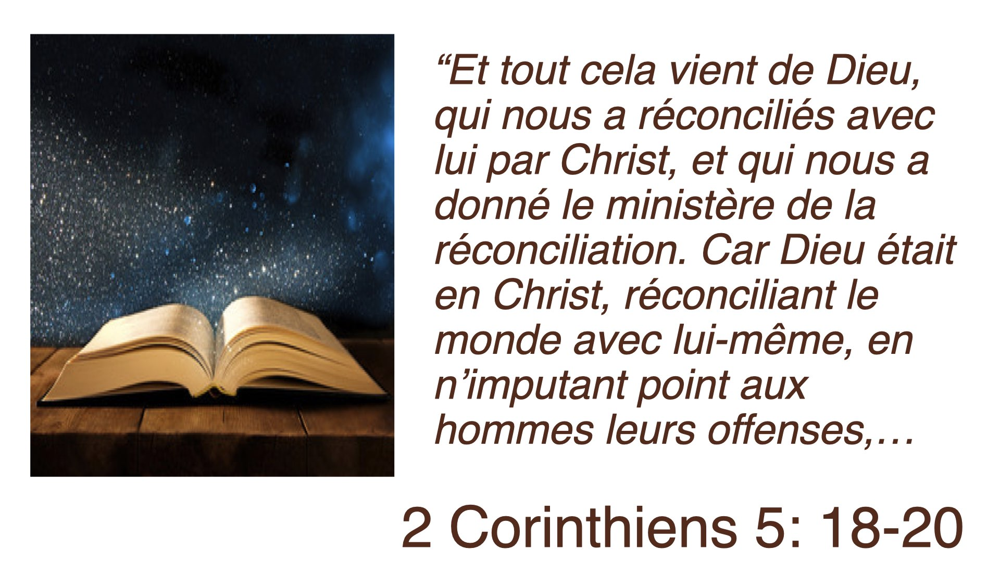 “Et tout cela vient de Dieu,
qui nous a réconciliés avec
lui par Christ, et qui nous a
donné le ministère de la
réconciliation. Car Dieu était
en Christ, réconciliant le
monde avec lui-même, en
n’imputant point aux
hommes leurs offenses,…
2 Corinthiens 5: 18-20